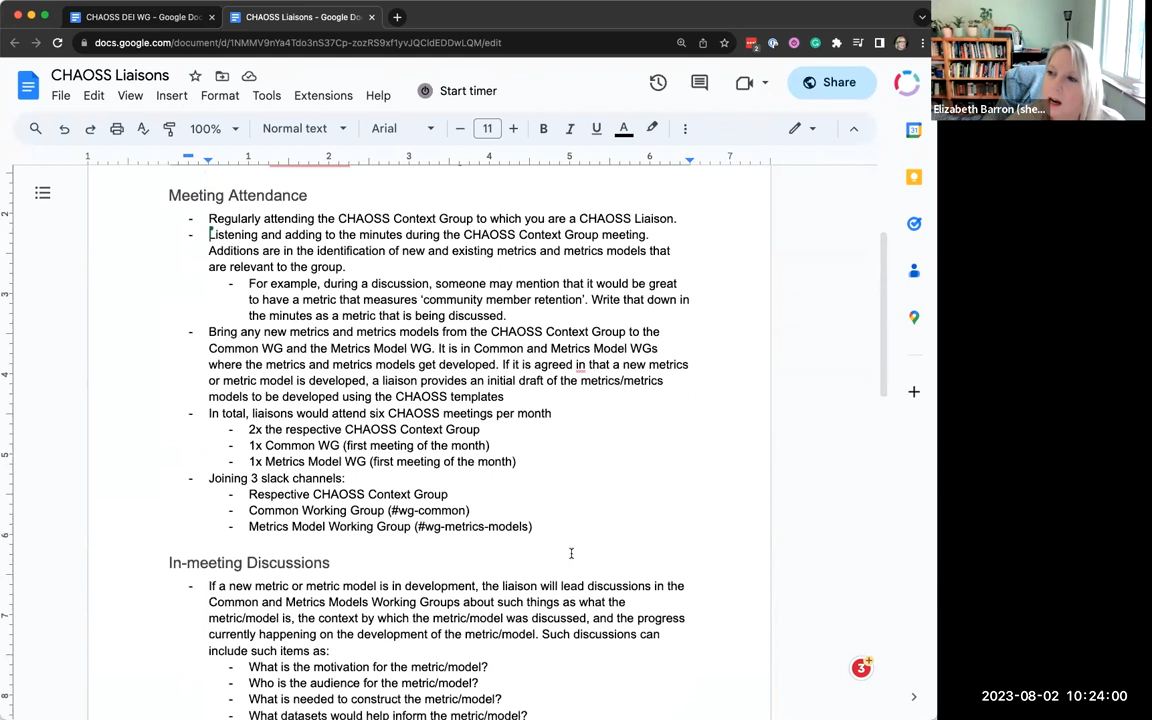 CHAOSS DEI WG - Google Doc
CHAOSS Liaisons - Google Do
docs.google.com/document/d/1NMMV9nYa4Tdo3nS37Cp-zozRS9xf1yvJQCldEDDwLQM/edit
Elizabeth Barron (she...
CHAOSS Liaisons
File Edit View Insert Format Tools Extensions Help
Start timer
Share
100% Normal text Arial 11 B I U A
1 1 2 3 4 5 6 7
Meeting Attendance
- Regularly attending the CHAOSS Context Group to which you are a CHAOSS Liaison.
- Listening and adding to the minutes during the CHAOSS Context Group meeting.
Additions are in the identification of new and existing metrics and metrics models that
are relevant to the group.
- For example, during a discussion, someone may mention that it would be great
to have a metric that measures ‘community member retention’. Write that down in
the minutes as a metric that is being discussed.
- Bring any new metrics and metrics models from the CHAOSS Context Group to the
Common WG and the Metrics Model WG. It is in Common and Metrics Model WGs
where the metrics and metrics models get developed. If it is agreed in that a new metrics
or metric model is developed, a liaison provides an initial draft of the metrics/metrics
models to be developed using the CHAOSS templates
- In total, liaisons would attend six CHAOSS meetings per month
- 2x the respective CHAOSS Context Group
- 1x Common WG (first meeting of the month)
- 1x Metrics Model WG (first meeting of the month)
- Joining 3 slack channels:
- Respective CHAOSS Context Group
- Common Working Group (#wg-common)
- Metrics Model Working Group (#wg-metrics-models)
In-meeting Discussions
- If a new metric or metric model is in development, the liaison will lead discussions in the
Common and Metrics Models Working Groups about such things as what the
metric/model is, the context by which the metric/model was discussed, and the progress
currently happening on the development of the metric/model. Such discussions can
include such items as:
- What is the motivation for the metric/model?
- Who is the audience for the metric/model?
- What is needed to construct the metric/model?
- What datasets would help inform the metric/model?
2
3
4
5
6
7
8
3+
2023-08-02 10:24:00